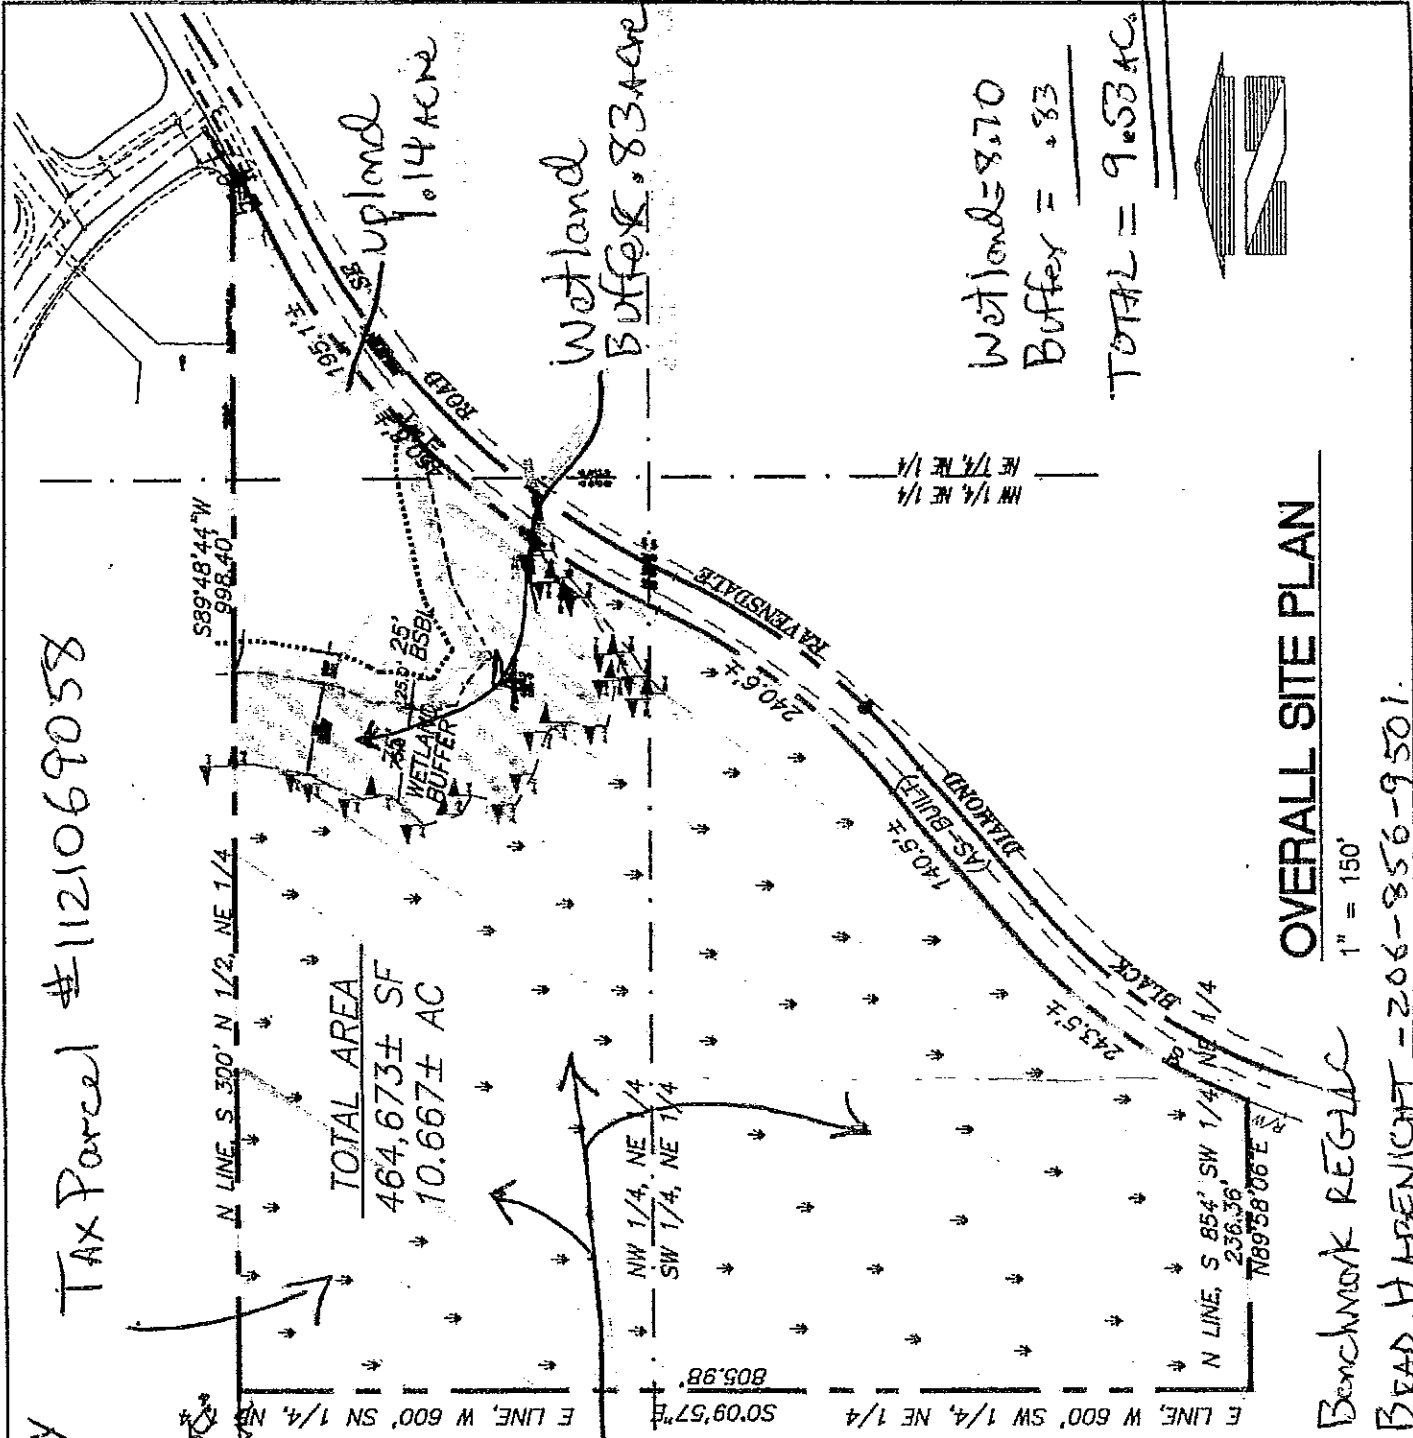 Tax Parcel #1121069058
upland
1.14 Acre
Wetland
Buffer .83 Acre
Wetland = 8.70
Buffer = .83
TOTAL = 9.53 AC.
S89°48'44"W
998.40'
N LINE, S 300' N 1/2, NE 1/4
TOTAL AREA
464,673± SF
10.667± AC
75'
WETLAND
BUFFER
25.0'
25'
BSBL
195.1'±
SE
ROAD
RAVENSDALE
240.6'±
140.5'±
(AS-BUILT)
DIAMOND
BLACK
243.5'±
NW 1/4, NE 1/4
NE 1/4, NE 1/4
NW 1/4, NE 1/4
SW 1/4, NE 1/4
N LINE, S 854' SW 1/4, NE 1/4
236.36'
N89°58'06"E
R/W
E LINE, W 600' SW 1/4, NE 1/4
S0°09'57"E
805.98'
OVERALL SITE PLAN
1" = 150'
Benchmark
206-856-9501.